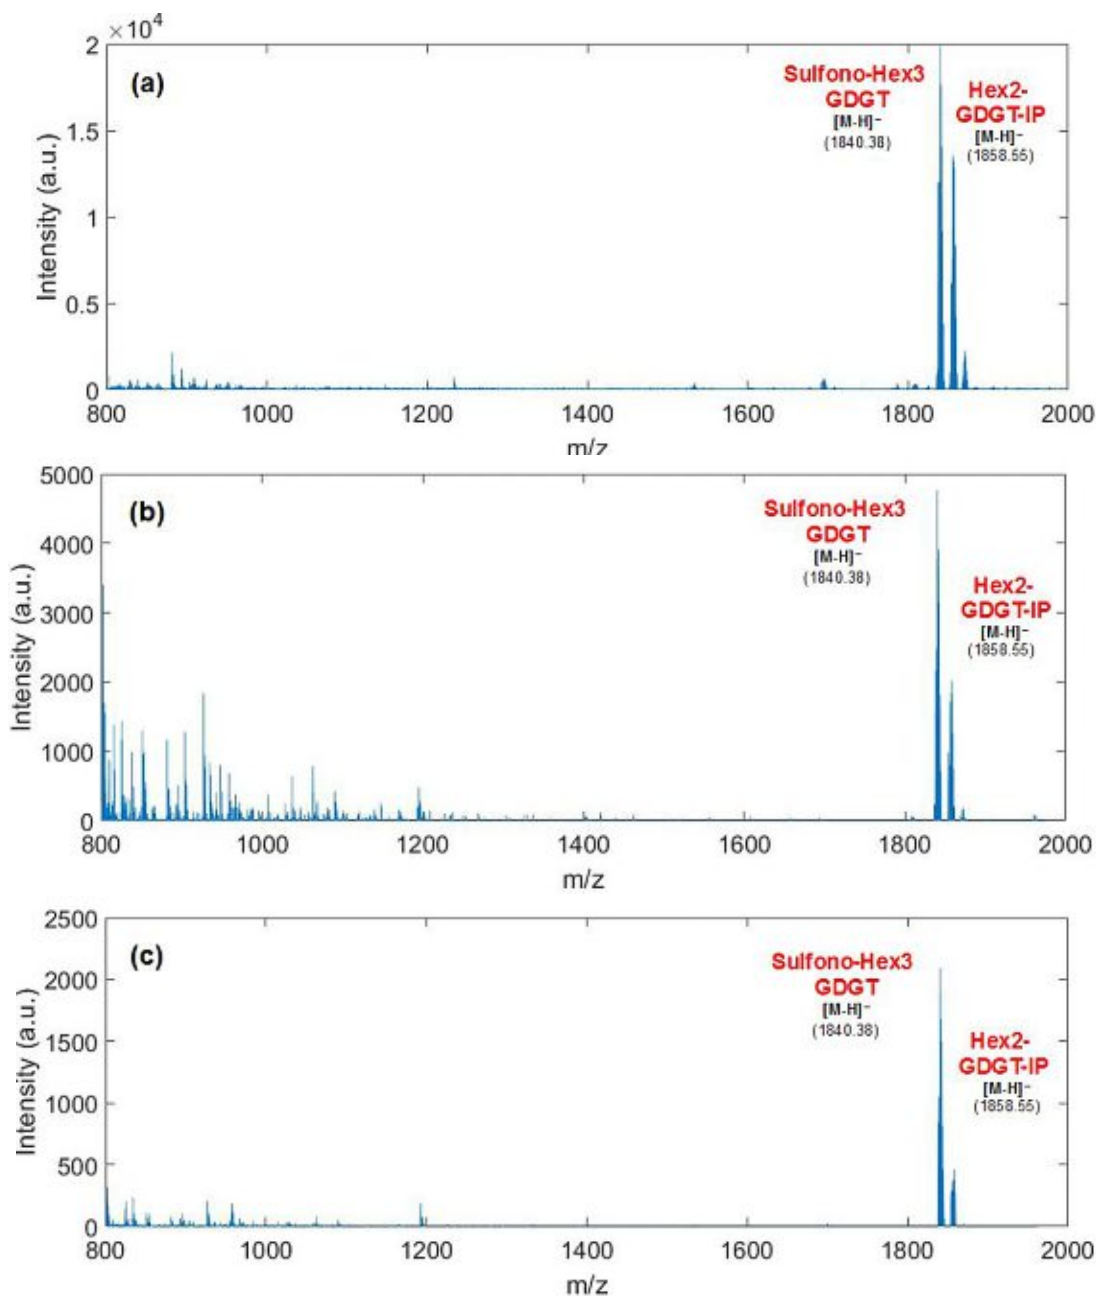 ×10⁴
2
1.5
1
0.5
0
Intensity (a.u.)
(a)
Sulfono-Hex3
GDGT
[M-H]⁻
(1840.38)
Hex2-
GDGT-IP
[M-H]⁻
(1858.55)
800 1000 1200 1400 1600 1800 2000
m/z
5000
4000
3000
2000
1000
0
Intensity (a.u.)
(b)
Sulfono-Hex3
GDGT
[M-H]⁻
(1840.38)
Hex2-
GDGT-IP
[M-H]⁻
(1858.55)
800 1000 1200 1400 1600 1800 2000
m/z
2500
2000
1500
1000
500
0
Intensity (a.u.)
(c)
Sulfono-Hex3
GDGT
[M-H]⁻
(1840.38)
Hex2-
GDGT-IP
[M-H]⁻
(1858.55)
800 1000 1200 1400 1600 1800 2000
m/z